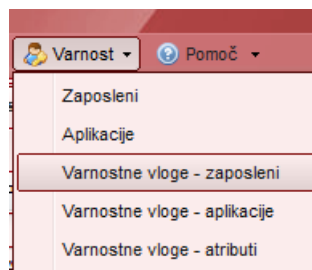 Varnost Pomoč
Zaposleni
Aplikacije
Varnostne vloge - zaposleni
Varnostne vloge - aplikacije
Varnostne vloge - atributi